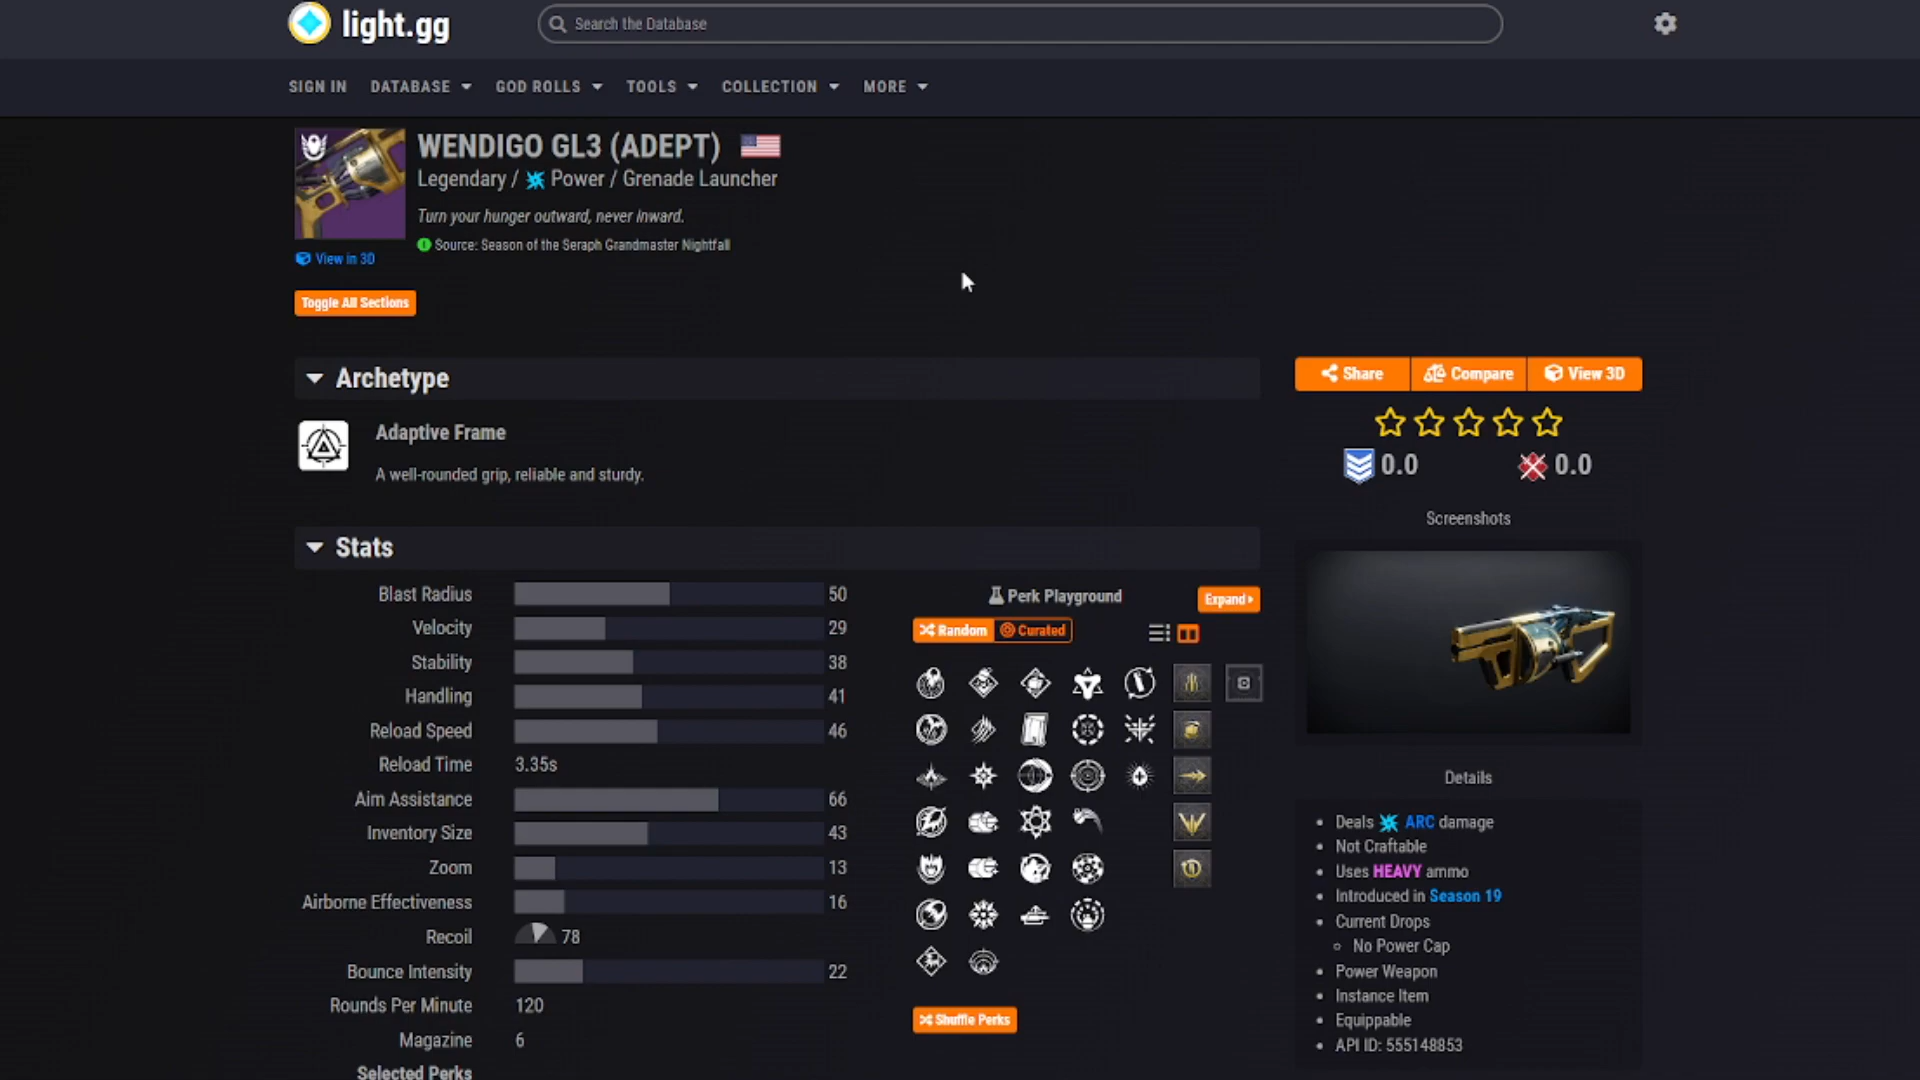 light.gg
Search the Database
SIGN IN DATABASE GOD ROLLS TOOLS COLLECTION MORE
WENDIGO GL3 (ADEPT)
Legendary / Power / Grenade Launcher
Turn your hunger outward, never inward.
Source: Season of the Seraph Grandmaster Nightfall
View in 3D
Toggle All Sections
Archetype
Adaptive Frame
A well-rounded grip, reliable and sturdy.
Stats
Blast Radius 50
Velocity 29
Stability 38
Handling 41
Reload Speed 46
Reload Time 3.35s
Aim Assistance 66
Inventory Size 43
Zoom 13
Airborne Effectiveness 16
Recoil 78
Bounce Intensity 22
Rounds Per Minute 120
Magazine 6
Selected Perks
Perk Playground
Expand
Random Curated
Shuffle Perks
Share Compare View 3D
0.0 0.0
Screenshots
Details
• Deals ARC damage
• Not Craftable
• Uses HEAVY ammo
• Introduced in Season 19
• Current Drops
◦ No Power Cap
• Power Weapon
• Instance Item
• Equippable
• API ID: 555148853